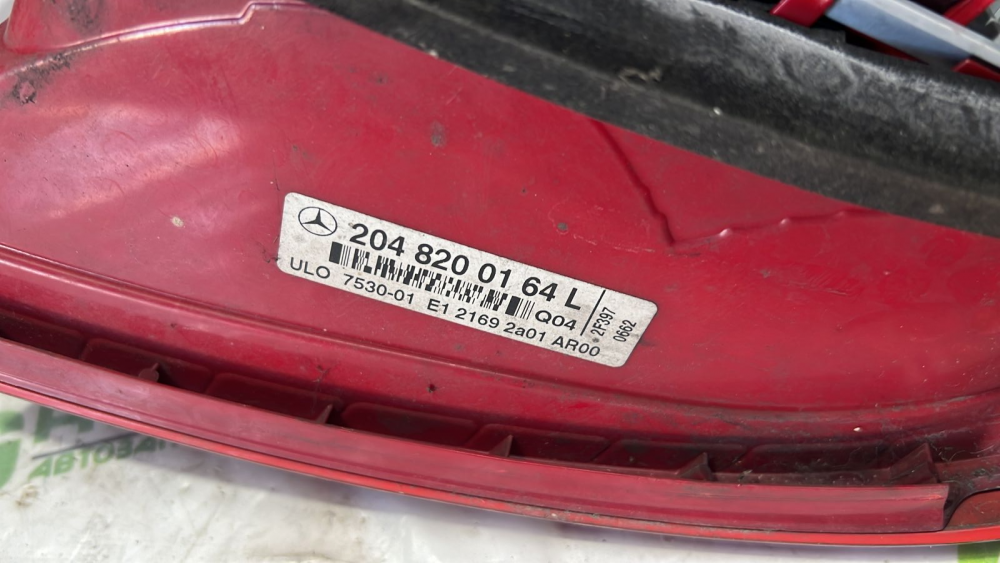 204 820 01 64 L
Q04
ULO 7530-01 E1 2169 2a01 AR00
2F397
0662